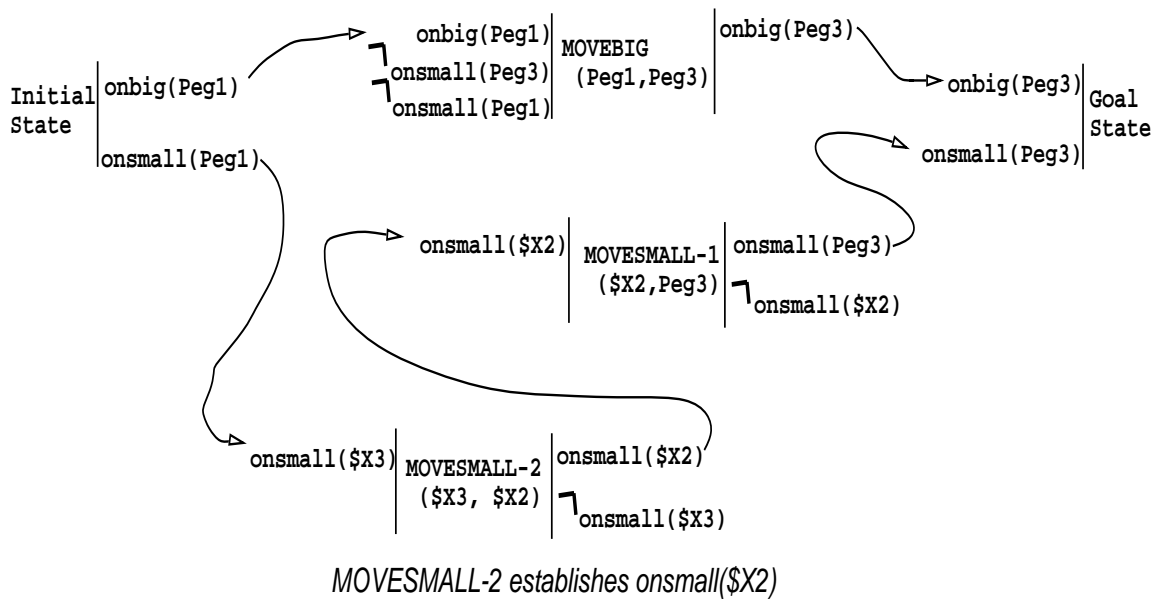 Initial
State
onbig(Peg1)
onsmall(Peg1)
onbig(Peg1)
¬onsmall(Peg3)
¬onsmall(Peg1)
MOVEBIG
(Peg1,Peg3)
onbig(Peg3)
onbig(Peg3)
onsmall(Peg3)
Goal
State
onsmall($X2)
MOVESMALL-1
($X2,Peg3)
onsmall(Peg3)
¬onsmall($X2)
onsmall($X3)
MOVESMALL-2
($X3, $X2)
onsmall($X2)
¬onsmall($X3)
MOVESMALL-2 establishes onsmall($X2)